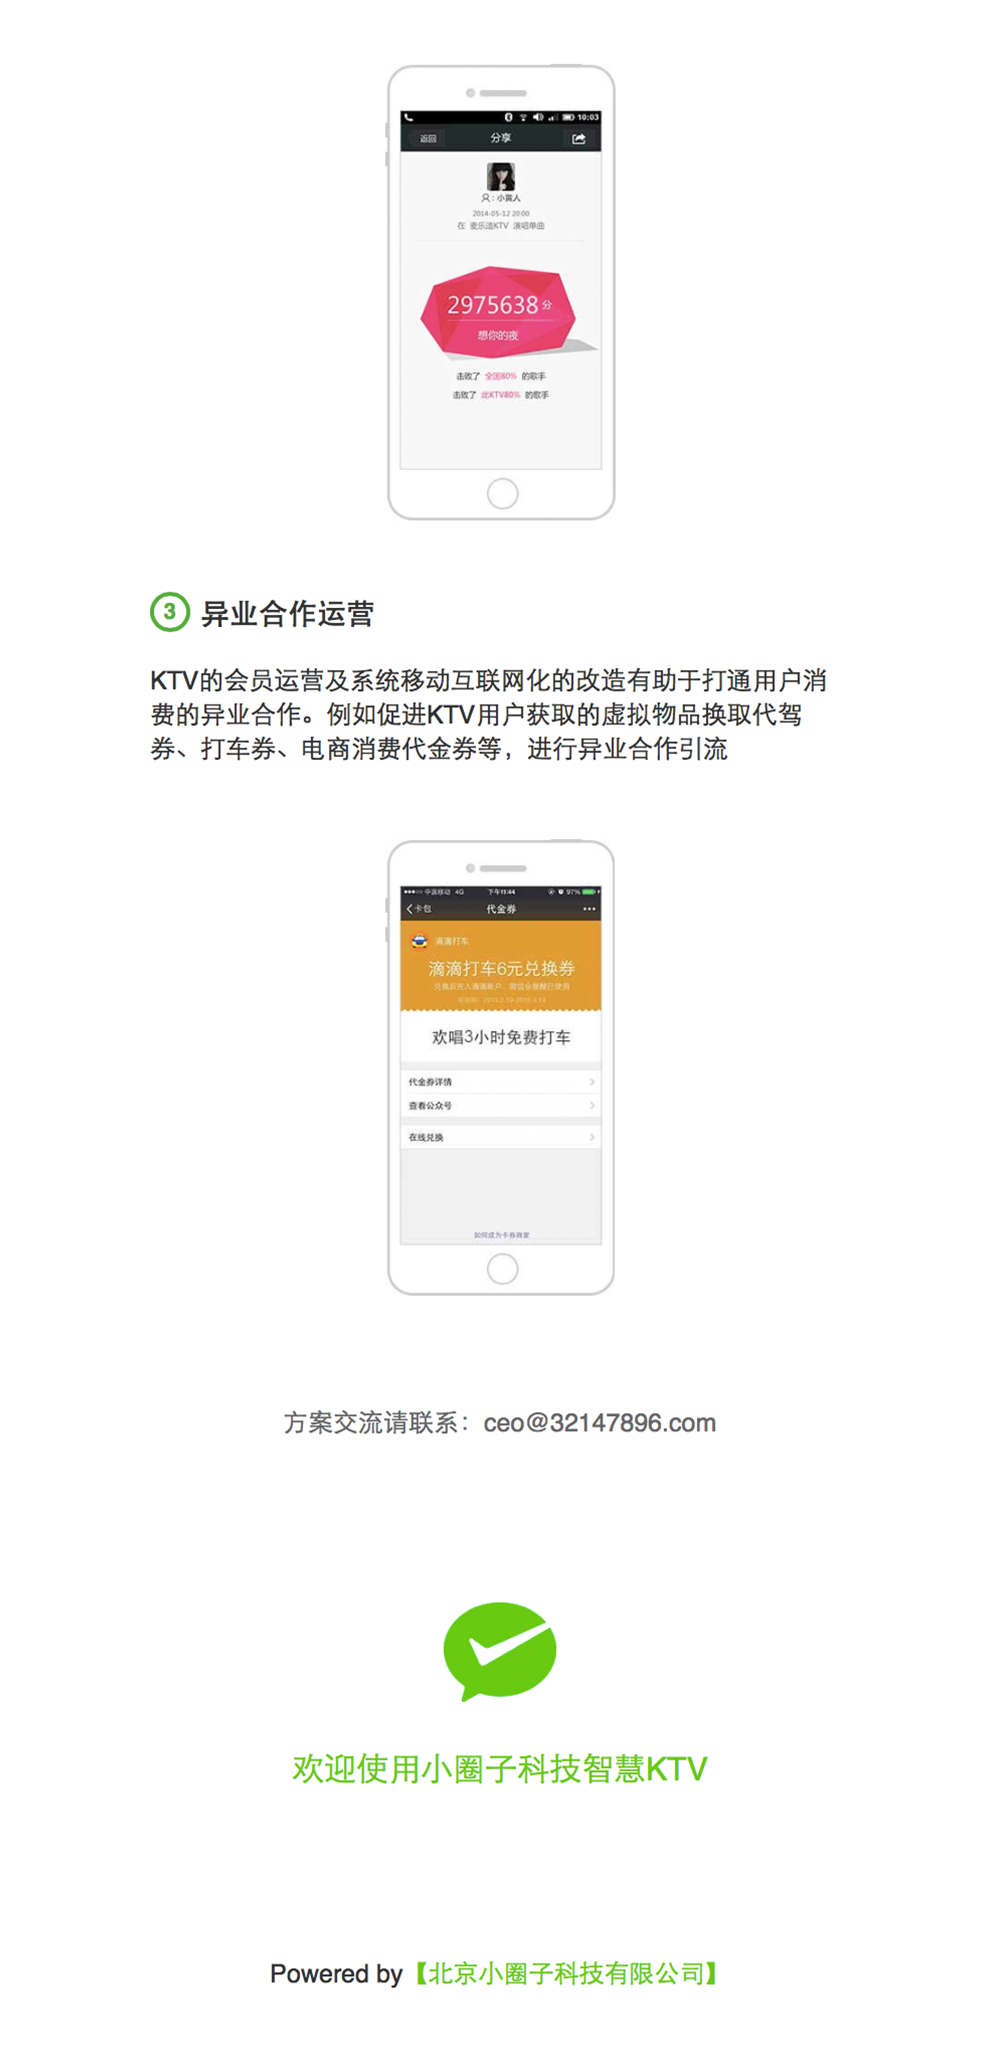 10:03
返回
分享
小黄人
2014-05-12 20:00
在 麦乐迪KTV 演唱单曲
2975638分
想你的夜
击败了 全国80% 的歌手
击败了 此KTV80% 的歌手
3 异业合作运营
KTV的会员运营及系统移动互联网化的改造有助于打通用户消
费的异业合作。例如促进KTV用户获取的虚拟物品换取代驾
券、打车券、电商消费代金券等，进行异业合作引流
中国移动 4G 下午11:44 97%
卡包
代金券
滴滴打车
滴滴打车6元兑换券
欢唱3小时免费打车
代金券详情
查看公众号
在线兑换
如何成为卡券商家
方案交流请联系：ceo@32147896.com
欢迎使用小圈子科技智慧KTV
Powered by【北京小圈子科技有限公司】